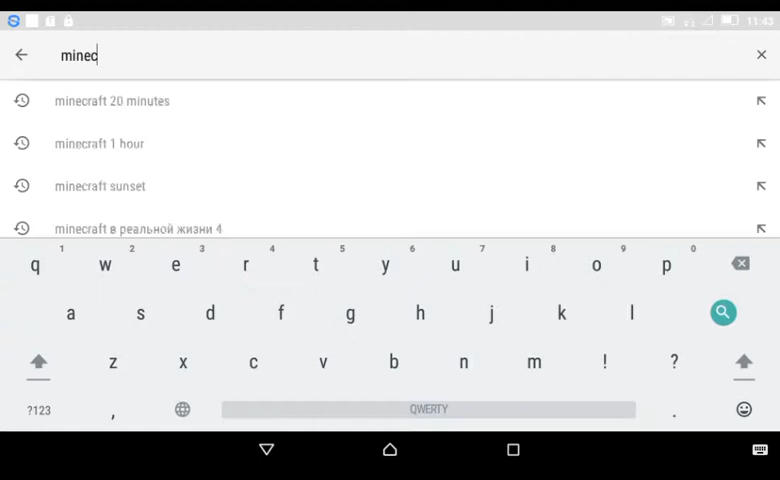 11:43
minec
minecraft 20 minutes
minecraft 1 hour
minecraft sunset
minecraft в реальной жизни 4
1 2 3 4 5 6 7 8 9 0
q w e r t y u i o p
a s d f g h j k l
z x c v b n m ! ?
?123 , QWERTY .